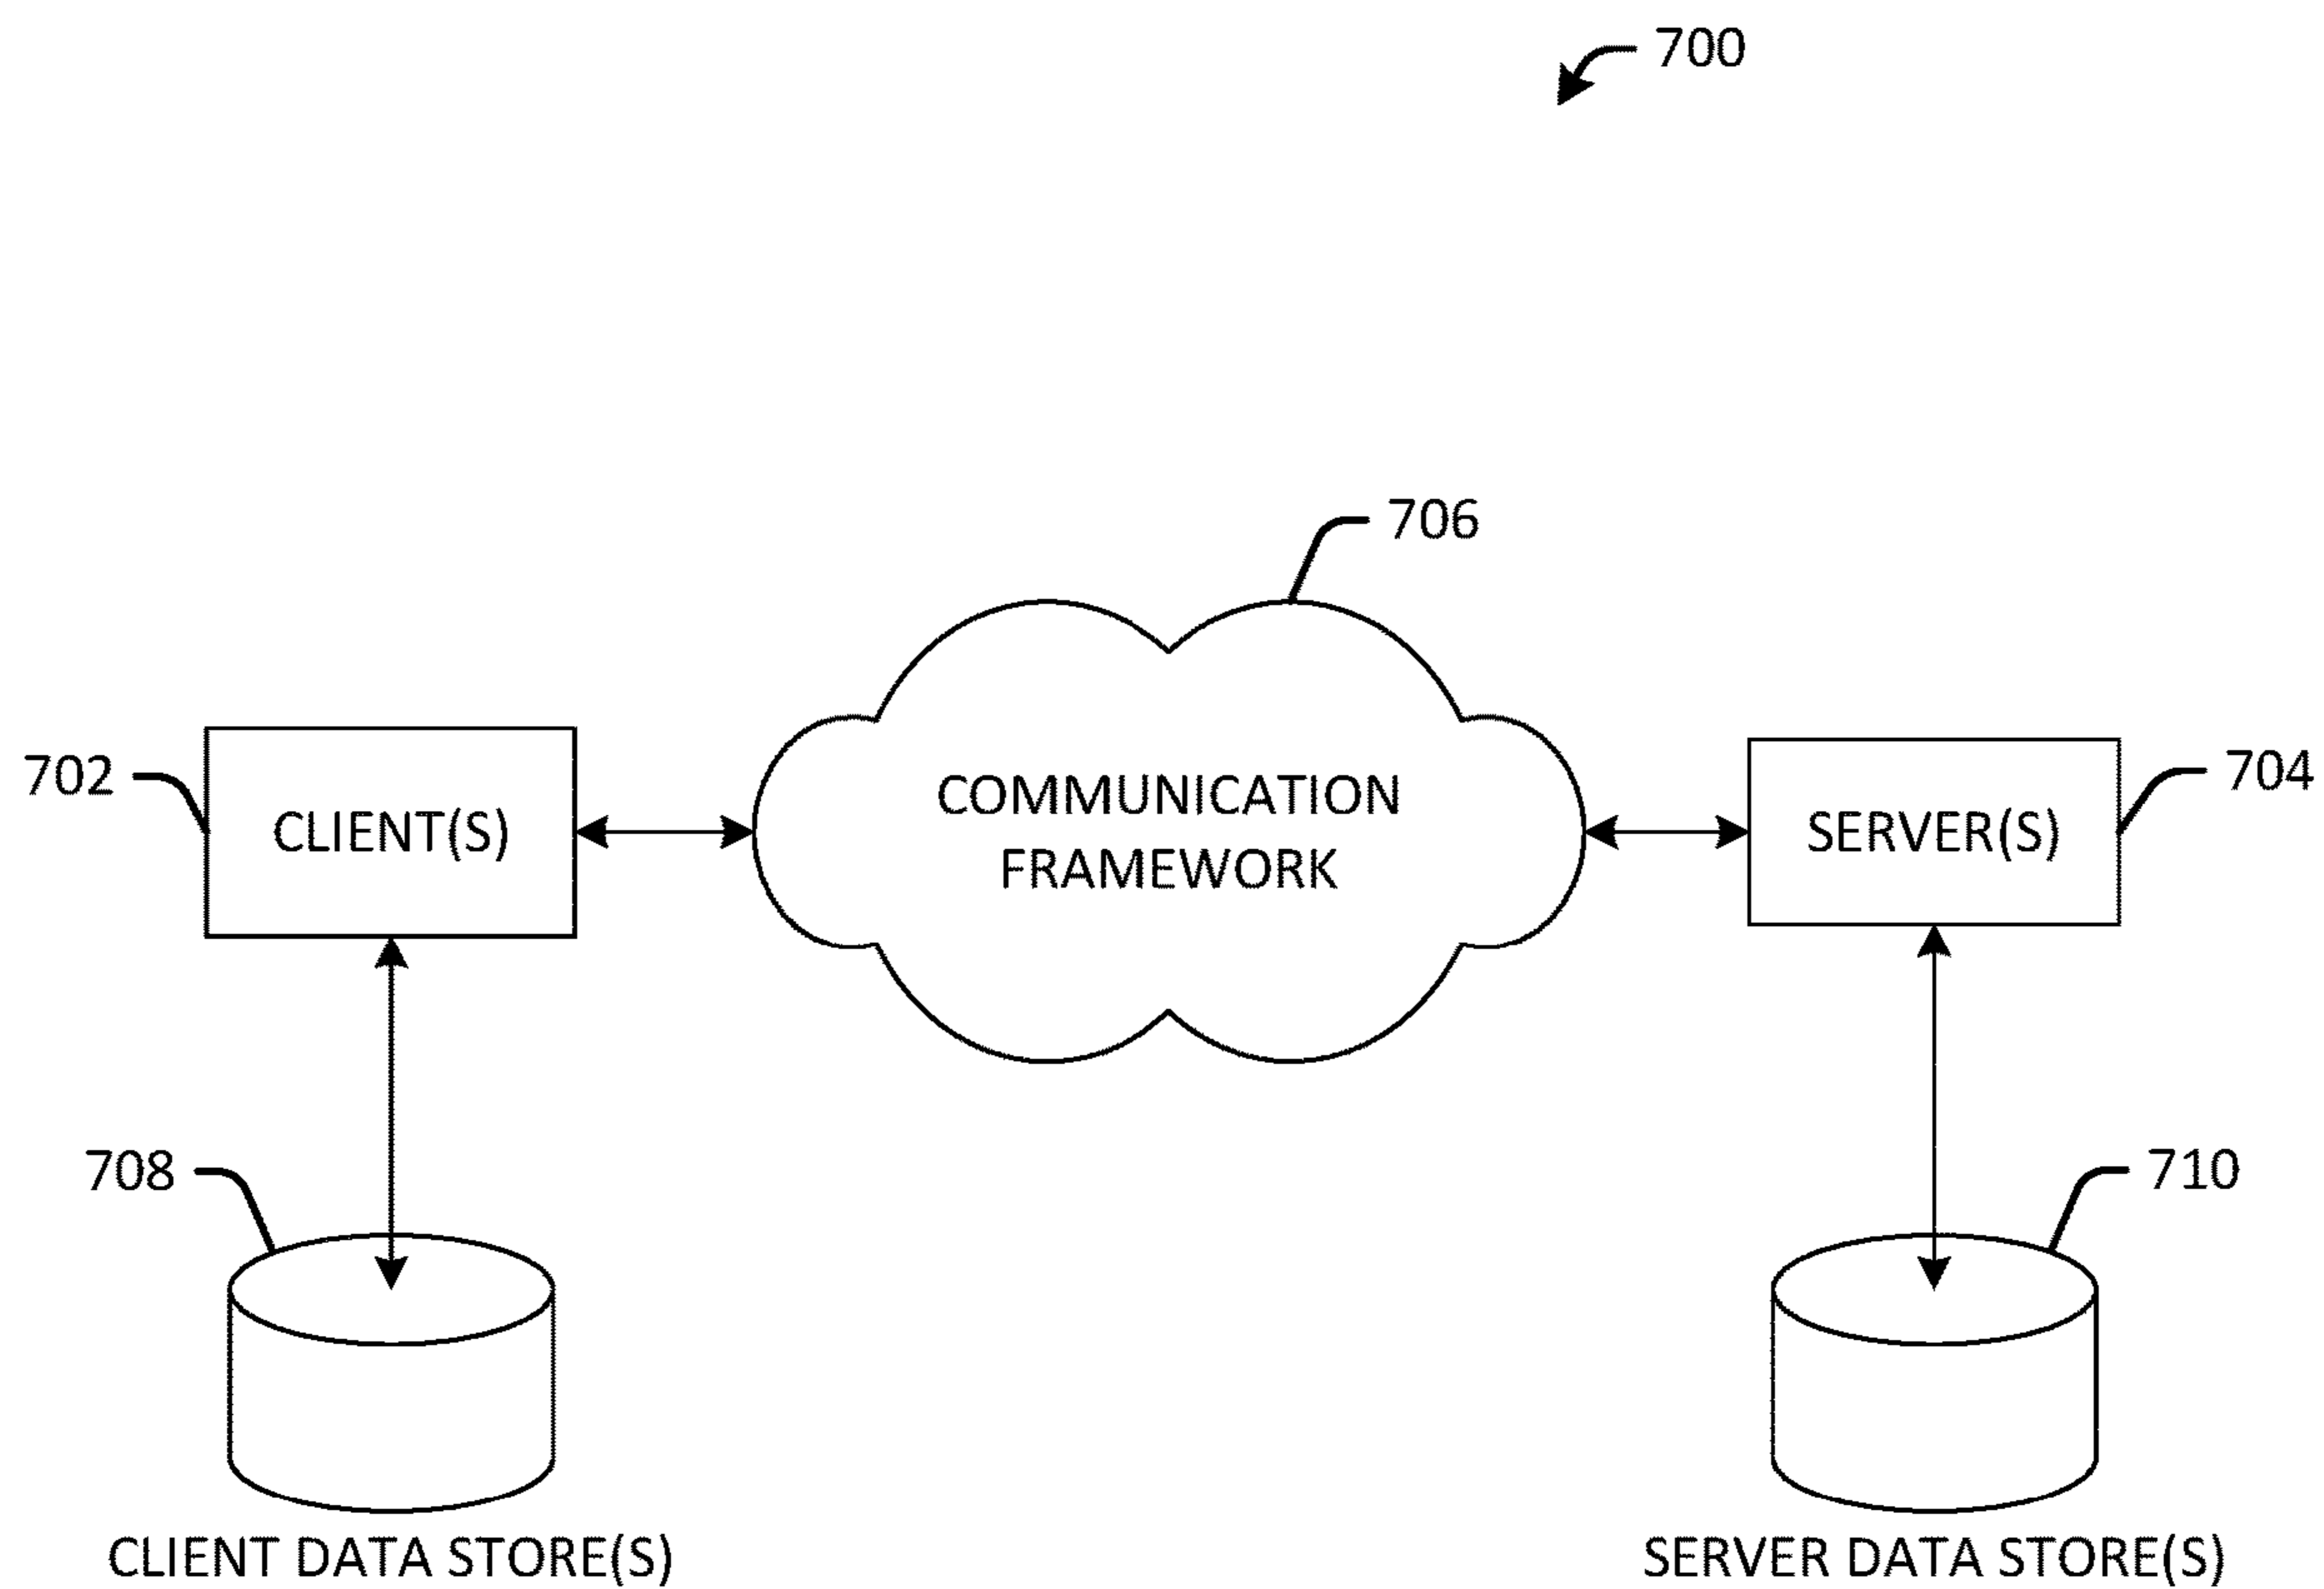 700
706
702
CLIENT(S)
COMMUNICATION
FRAMEWORK
SERVER(S)
704
708
710
CLIENT DATA STORE(S)
SERVER DATA STORE(S)